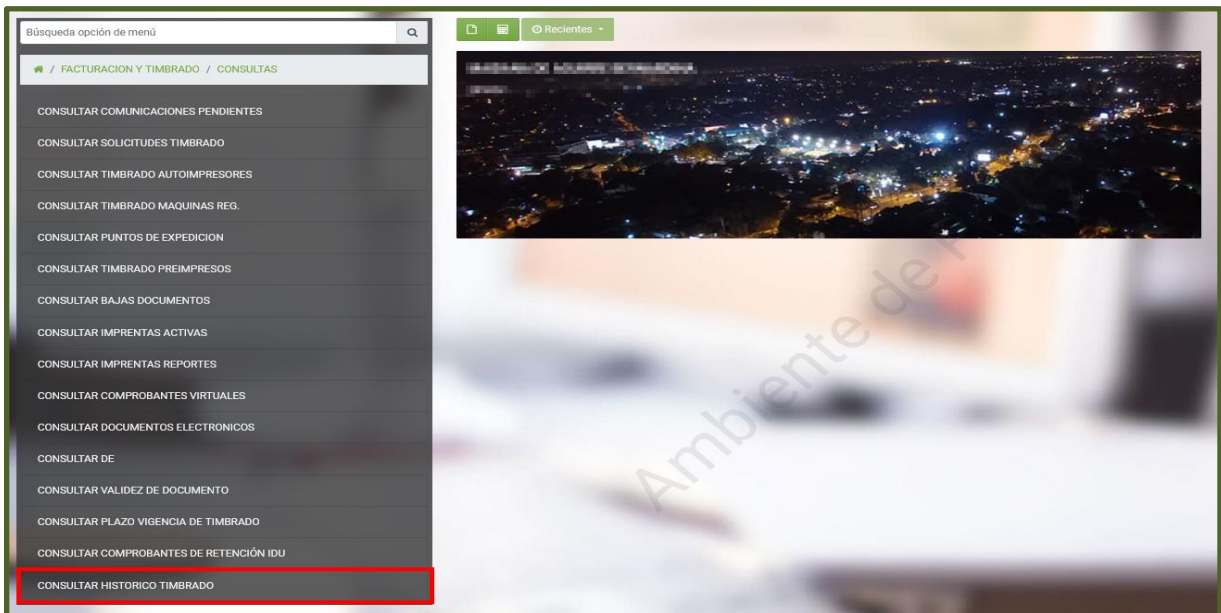 Búsqueda opción de menú
Recientes
/ FACTURACION Y TIMBRADO / CONSULTAS
CONSULTAR COMUNICACIONES PENDIENTES
CONSULTAR SOLICITUDES TIMBRADO
CONSULTAR TIMBRADO AUTOIMPRESORES
CONSULTAR TIMBRADO MAQUINAS REG.
CONSULTAR PUNTOS DE EXPEDICION
CONSULTAR TIMBRADO PREIMPRESOS
CONSULTAR BAJAS DOCUMENTOS
CONSULTAR IMPRENTAS ACTIVAS
CONSULTAR IMPRENTAS REPORTES
CONSULTAR COMPROBANTES VIRTUALES
CONSULTAR DOCUMENTOS ELECTRONICOS
CONSULTAR DE
CONSULTAR VALIDEZ DE DOCUMENTO
CONSULTAR PLAZO VIGENCIA DE TIMBRADO
CONSULTAR COMPROBANTES DE RETENCIÓN IDU
CONSULTAR HISTORICO TIMBRADO
Ambiente de